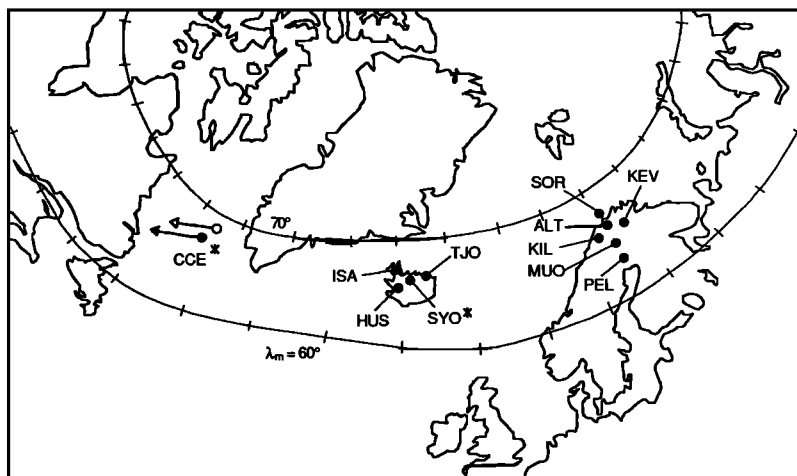 SOR
KEV
ALT
KIL
MUO
PEL
70°
CCE*
ISA
TJO
HUS
SYO*
λm = 60°